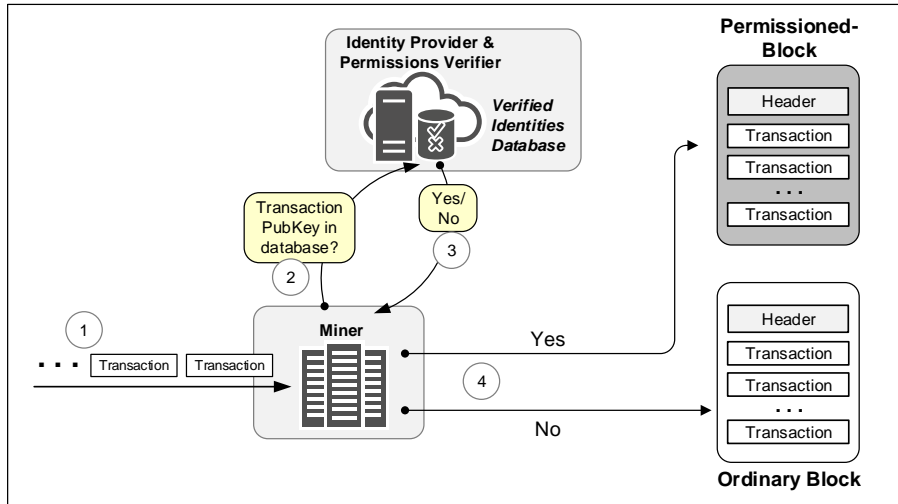 Identity Provider &
Permissions Verifier
Verified
Identities
Database
Permissioned-
Block
Header
Transaction
Transaction
. . .
Transaction
Transaction
PubKey in
database?
Yes/
No
2
3
1
. . .
Transaction
Transaction
Miner
Yes
4
No
Header
Transaction
Transaction
. . .
Transaction
Ordinary Block